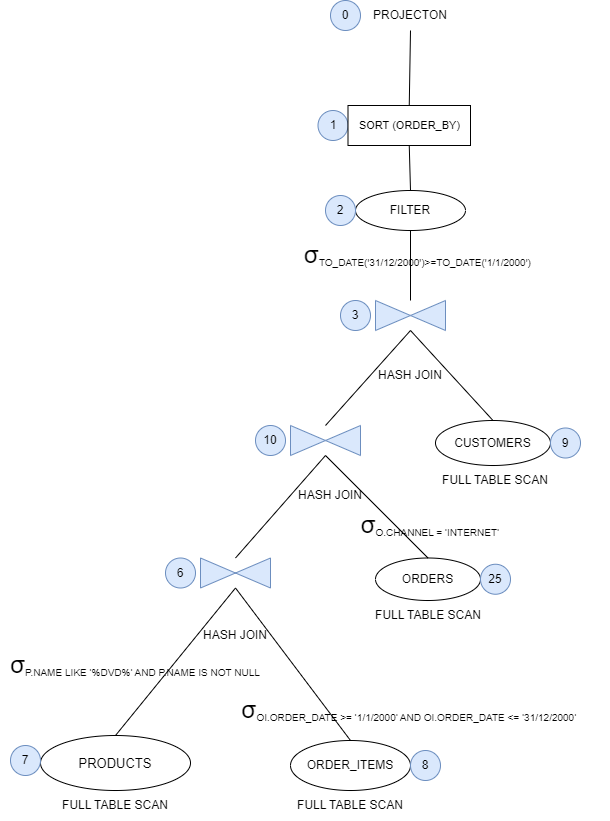 0 PROJECTON
1 SORT (ORDER_BY)
2 FILTER
σTO_DATE('31/12/2000')>=TO_DATE('1/1/2000')
3
HASH JOIN
10
CUSTOMERS 9
FULL TABLE SCAN
HASH JOIN
σO.CHANNEL = 'INTERNET'
6
ORDERS 25
FULL TABLE SCAN
HASH JOIN
σP.NAME LIKE '%DVD%' AND P.NAME IS NOT NULL
σOI.ORDER_DATE >= '1/1/2000' AND OI.ORDER_DATE <= '31/12/2000'
7 PRODUCTS
ORDER_ITEMS 8
FULL TABLE SCAN
FULL TABLE SCAN